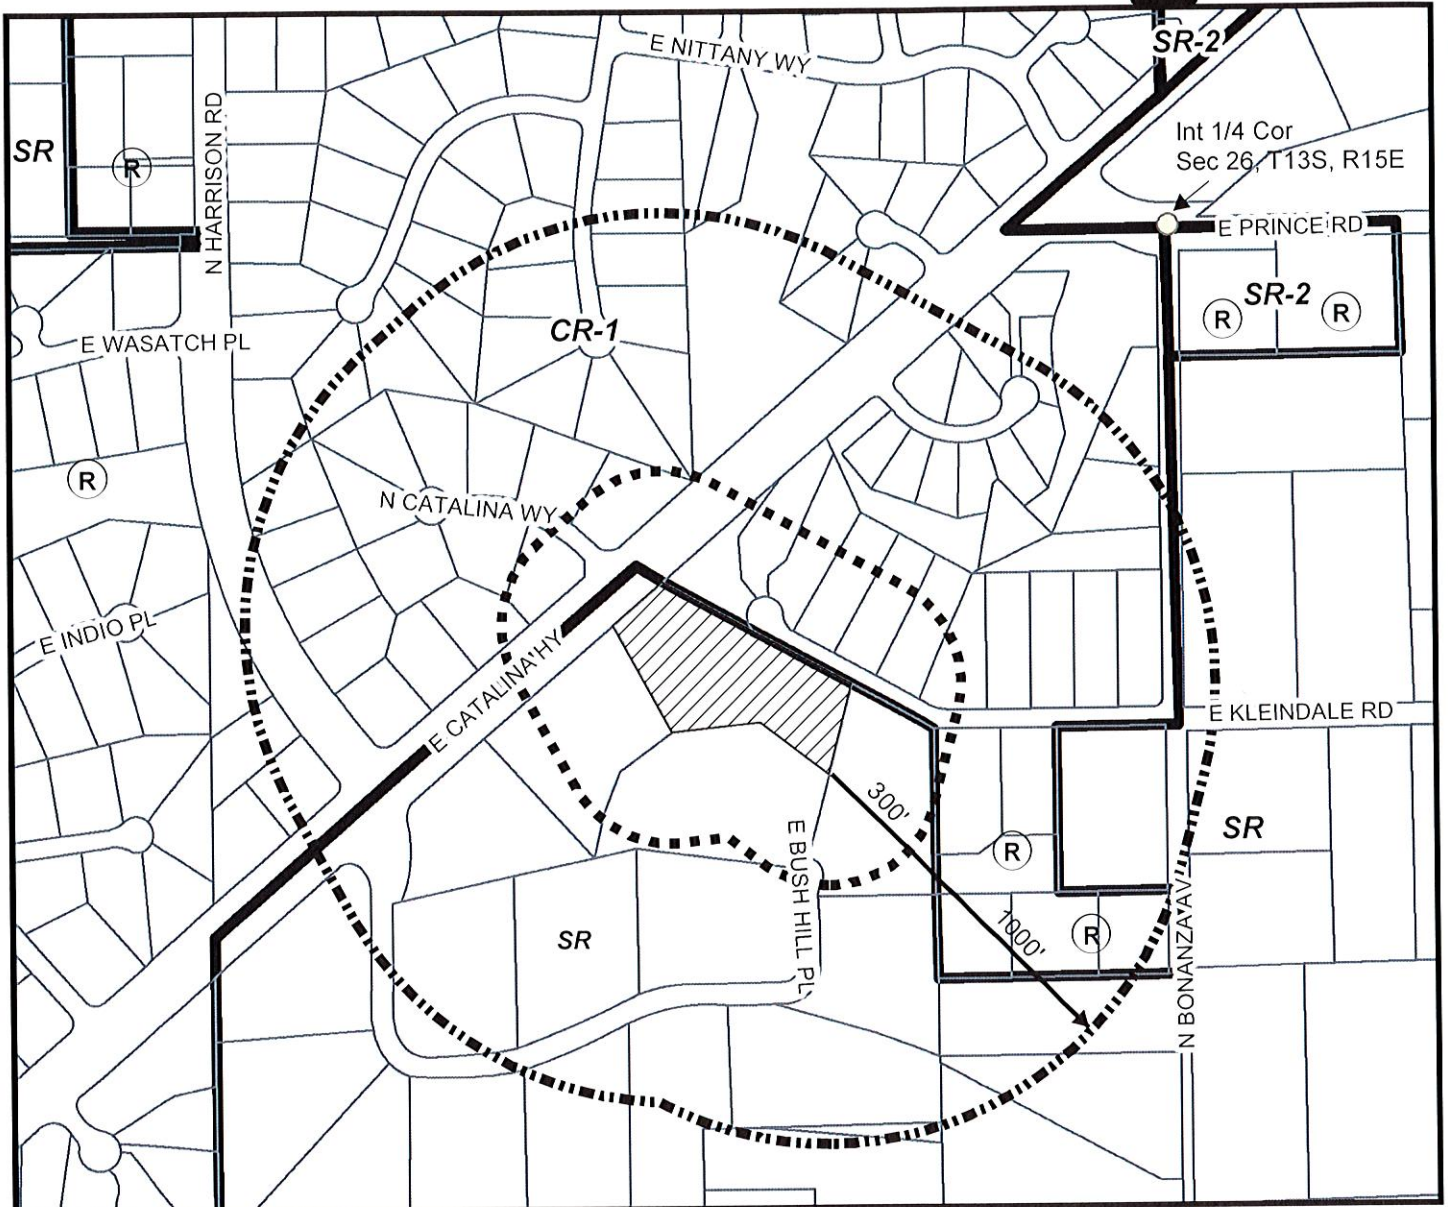 E NITTANY WY
SR-2
Int 1/4 Cor
Sec 26, T13S, R15E
SR
R
N HARRISON RD
E PRINCE RD
SR-2
R
R
CR-1
E WASATCH PL
R
N CATALINA WY
E INDIO PL
E CATALINA HY
E KLEINDALE RD
300'
SR
R
E BUSH HILL PL
SR
1000'
R
N BONANZA AV